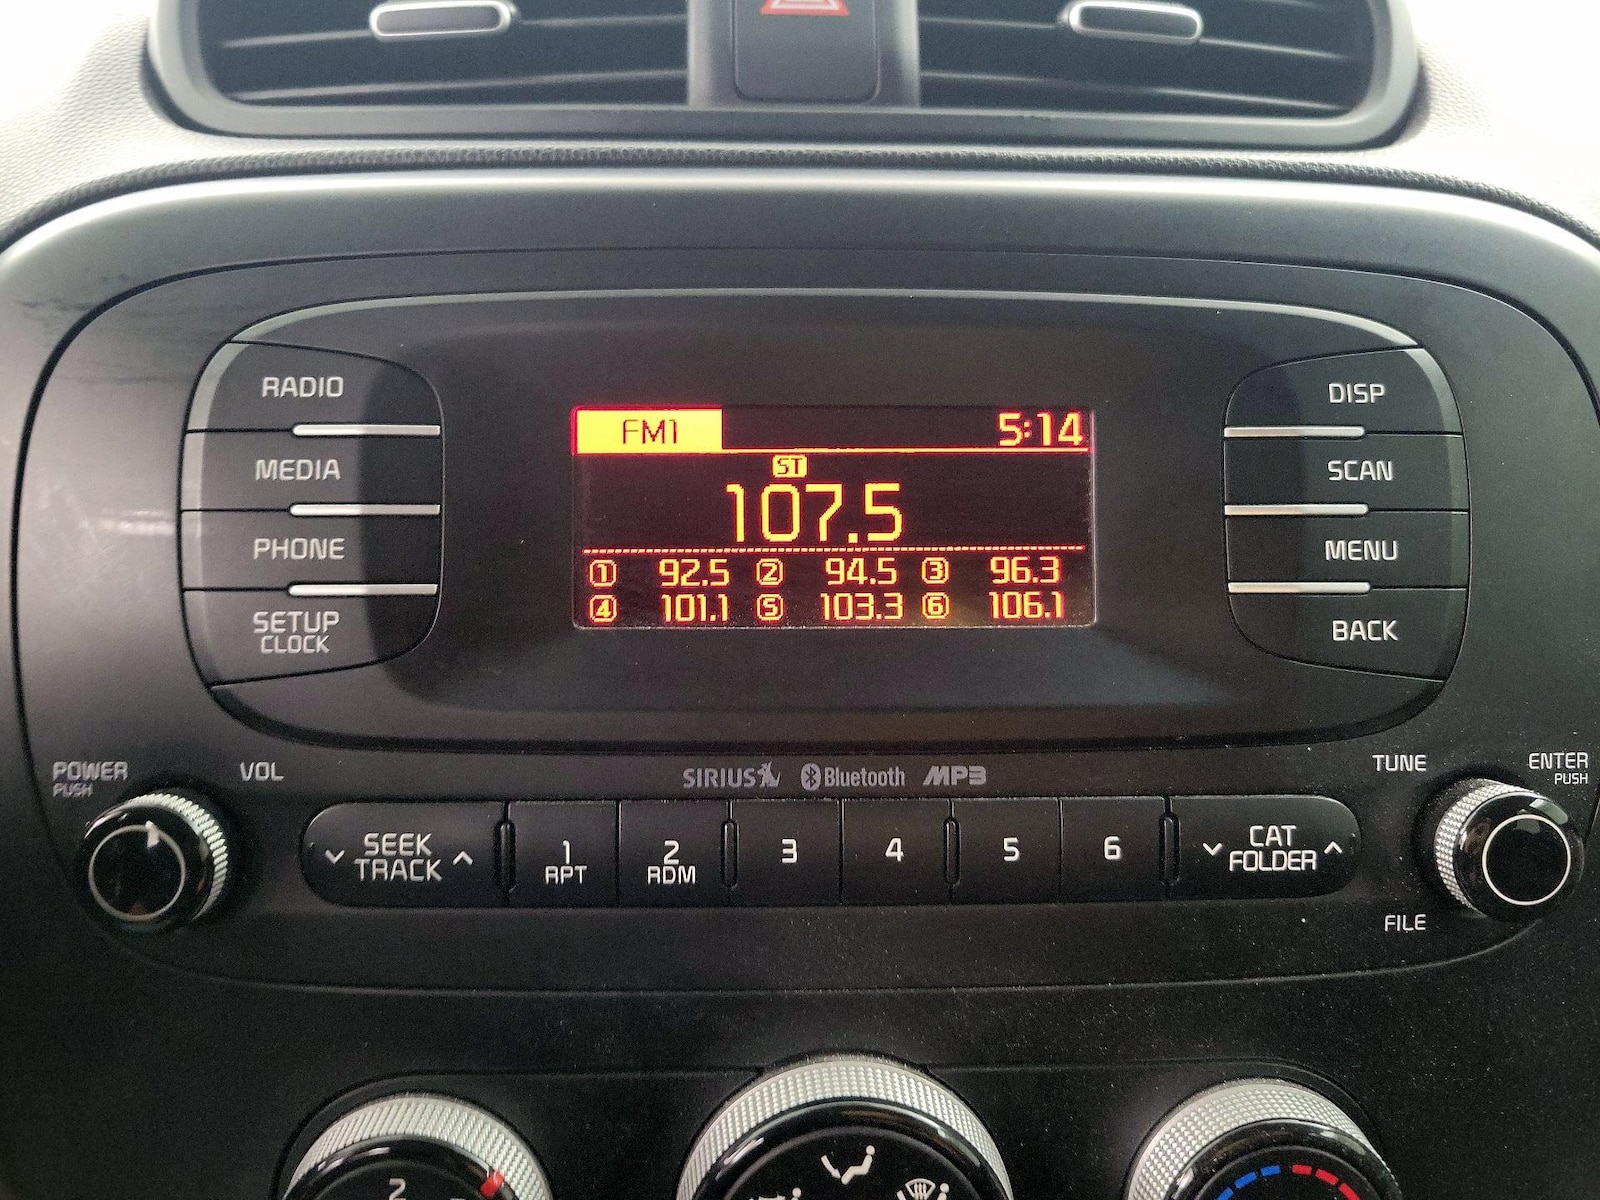 FM1 5:14
ST
107.5
1 92.5 2 94.5 3 96.3
4 101.1 5 103.3 6 106.1
RADIO
MEDIA
PHONE
SETUP
CLOCK
DISP
SCAN
MENU
BACK
POWER
PUSH
VOL
SIRIUS Bluetooth MP3
TUNE
ENTER
PUSH
SEEK
TRACK
1
RPT
2
RDM
3
4
5
6
CAT
FOLDER
FILE
2